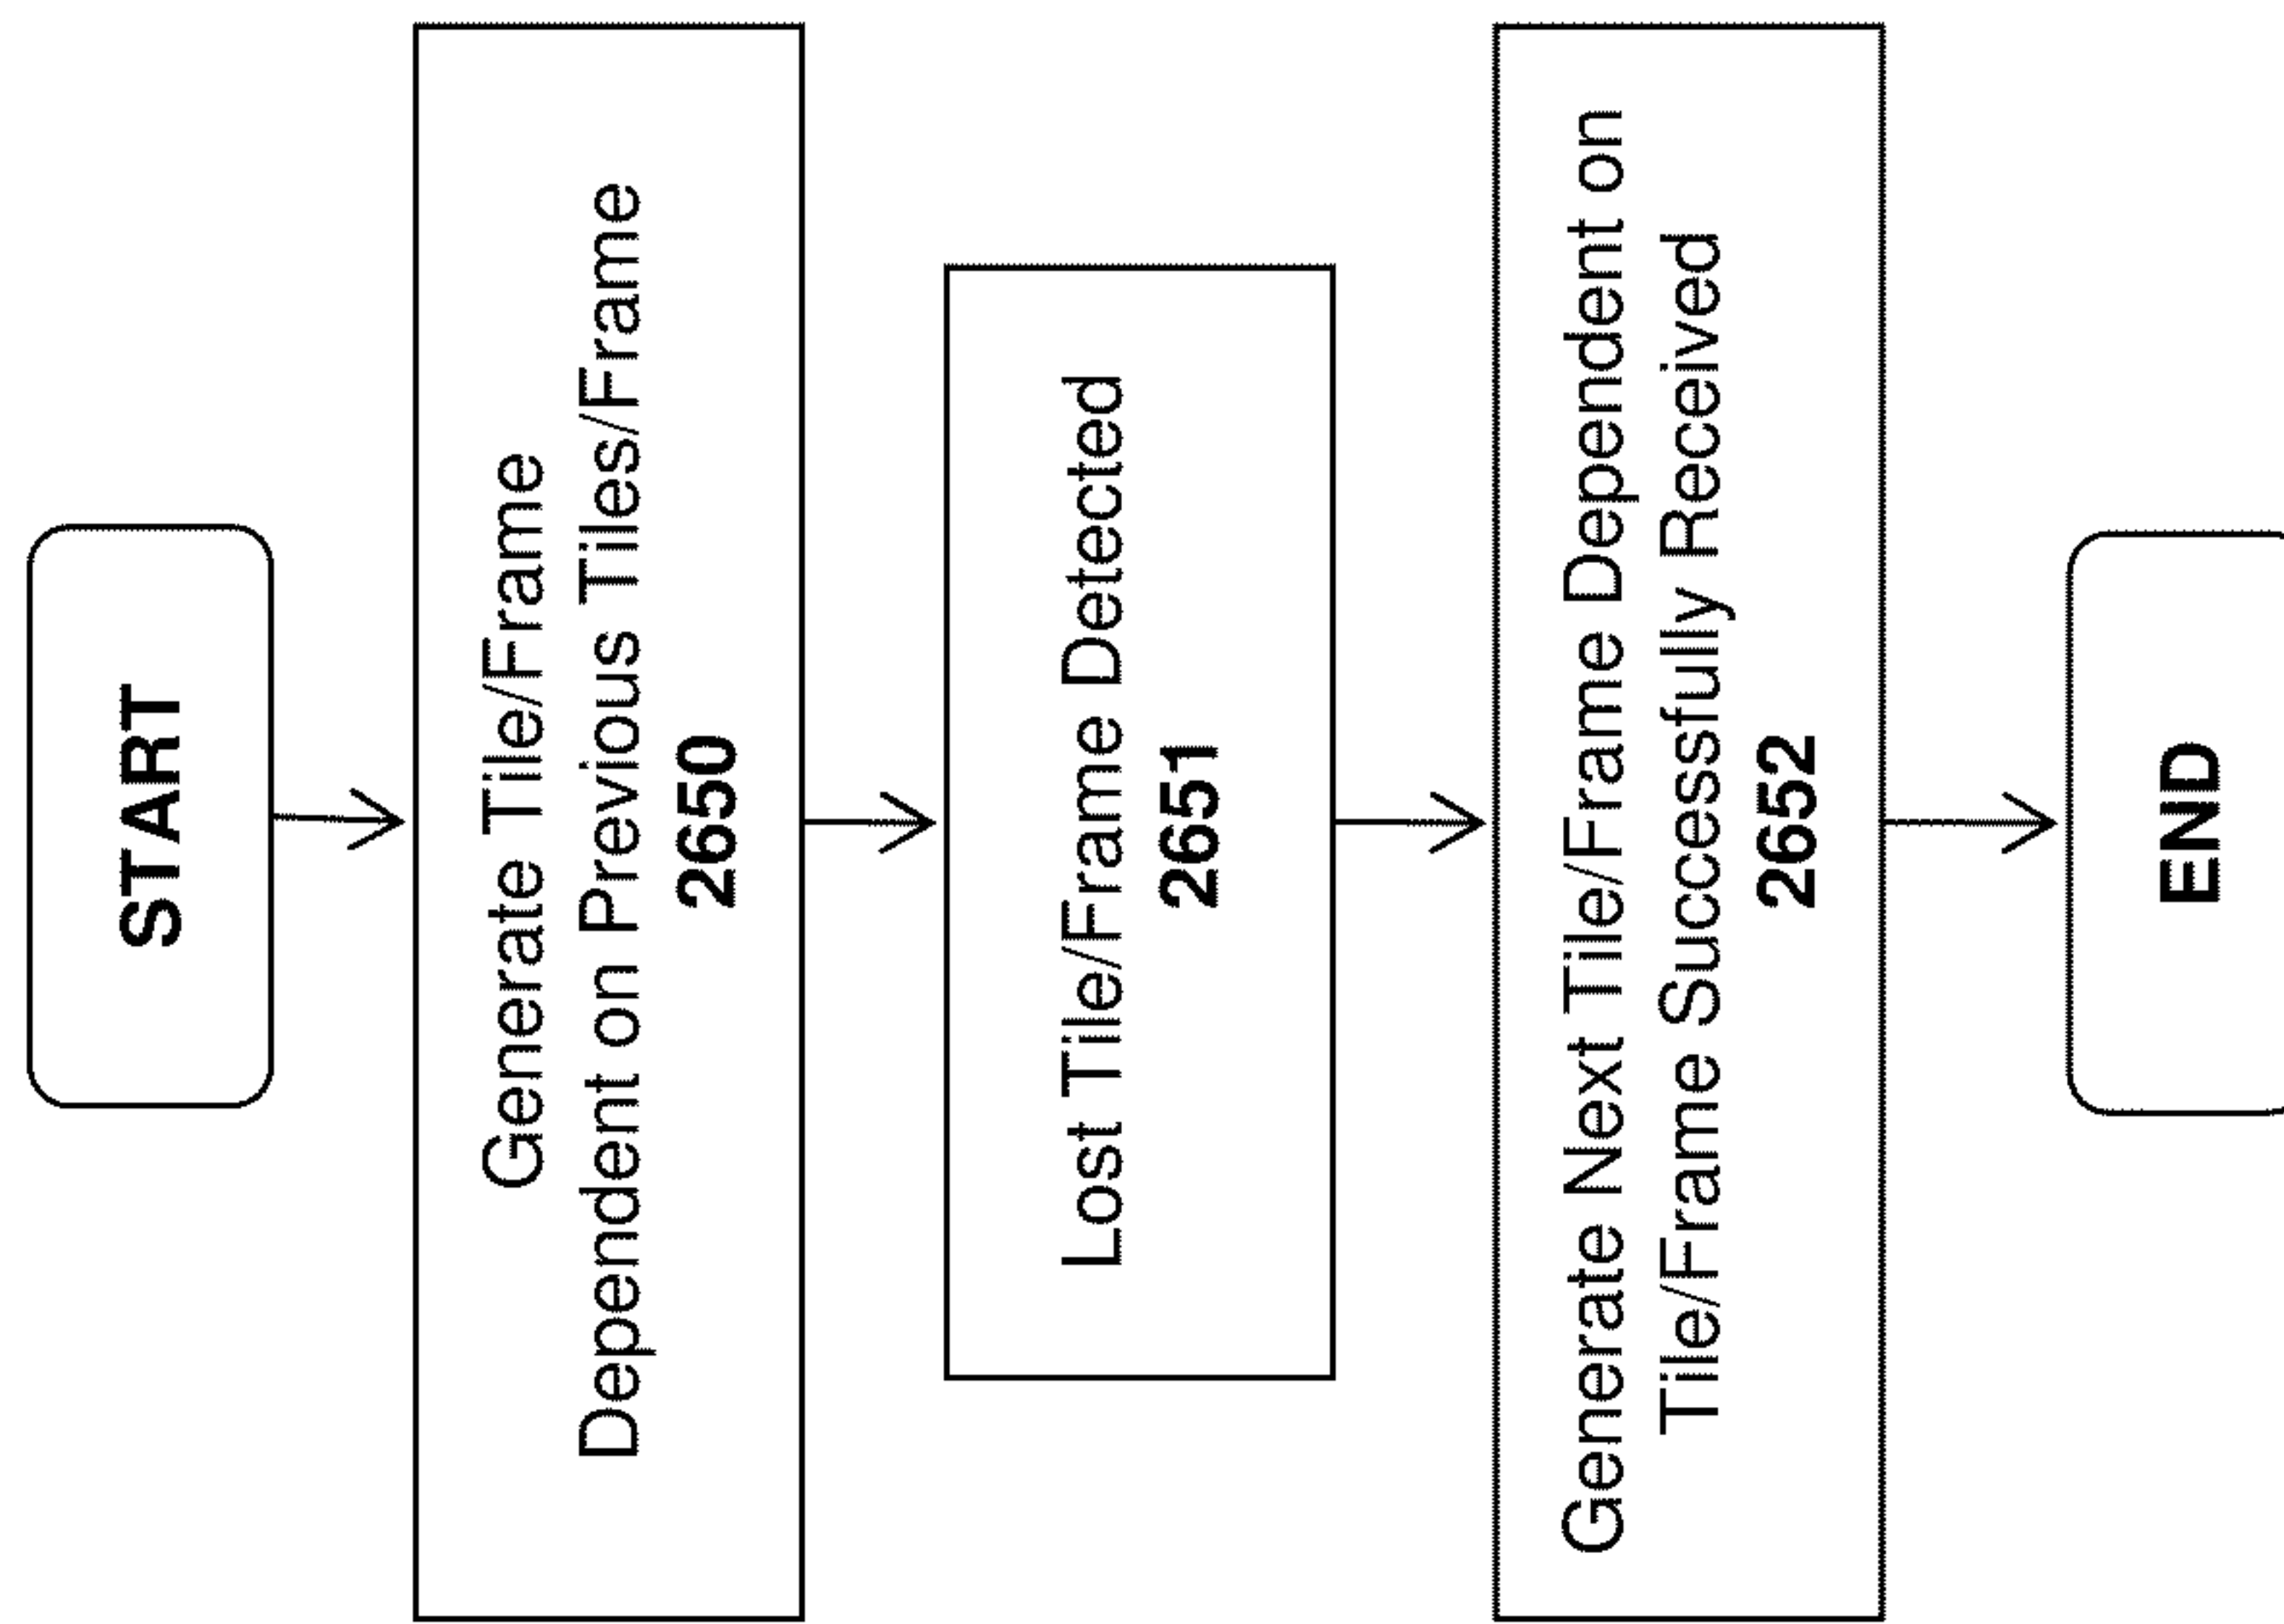 START
Generate Tile/Frame
Dependent on Previous Tiles/Frame
2650
Lost Tile/Frame Detected
2651
Generate Next Tile/Frame Dependent on
Tile/Frame Successfully Received
2652
END